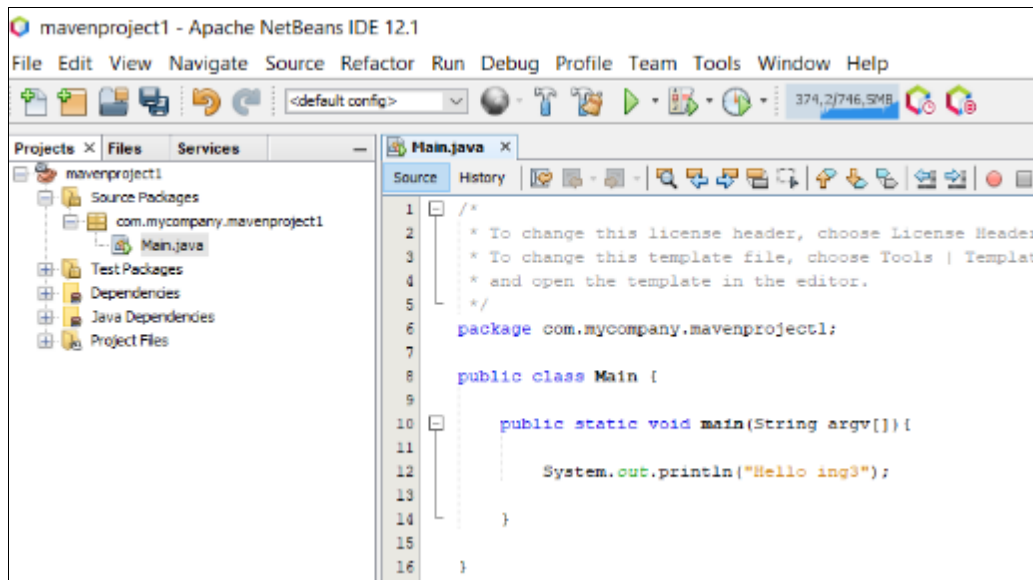 mavenproject1 - Apache NetBeans IDE 12.1
File Edit View Navigate Source Refactor Run Debug Profile Team Tools Window Help
<default config>
374,2/746,5MB
Projects Files Services
mavenproject1
Source Packages
com.mycompany.mavenproject1
Main.java
Test Packages
Dependencies
Java Dependencies
Project Files
Main.java
Source History
1 /*
2 * To change this license header, choose License Header
3 * To change this template file, choose Tools | Templat
4 * and open the template in the editor.
5 */
6 package com.mycompany.mavenproject1;
7
8 public class Main {
9
10 public static void main(String argv[]){
11
12 System.out.println("Hello ing3");
13
14 }
15
16 }